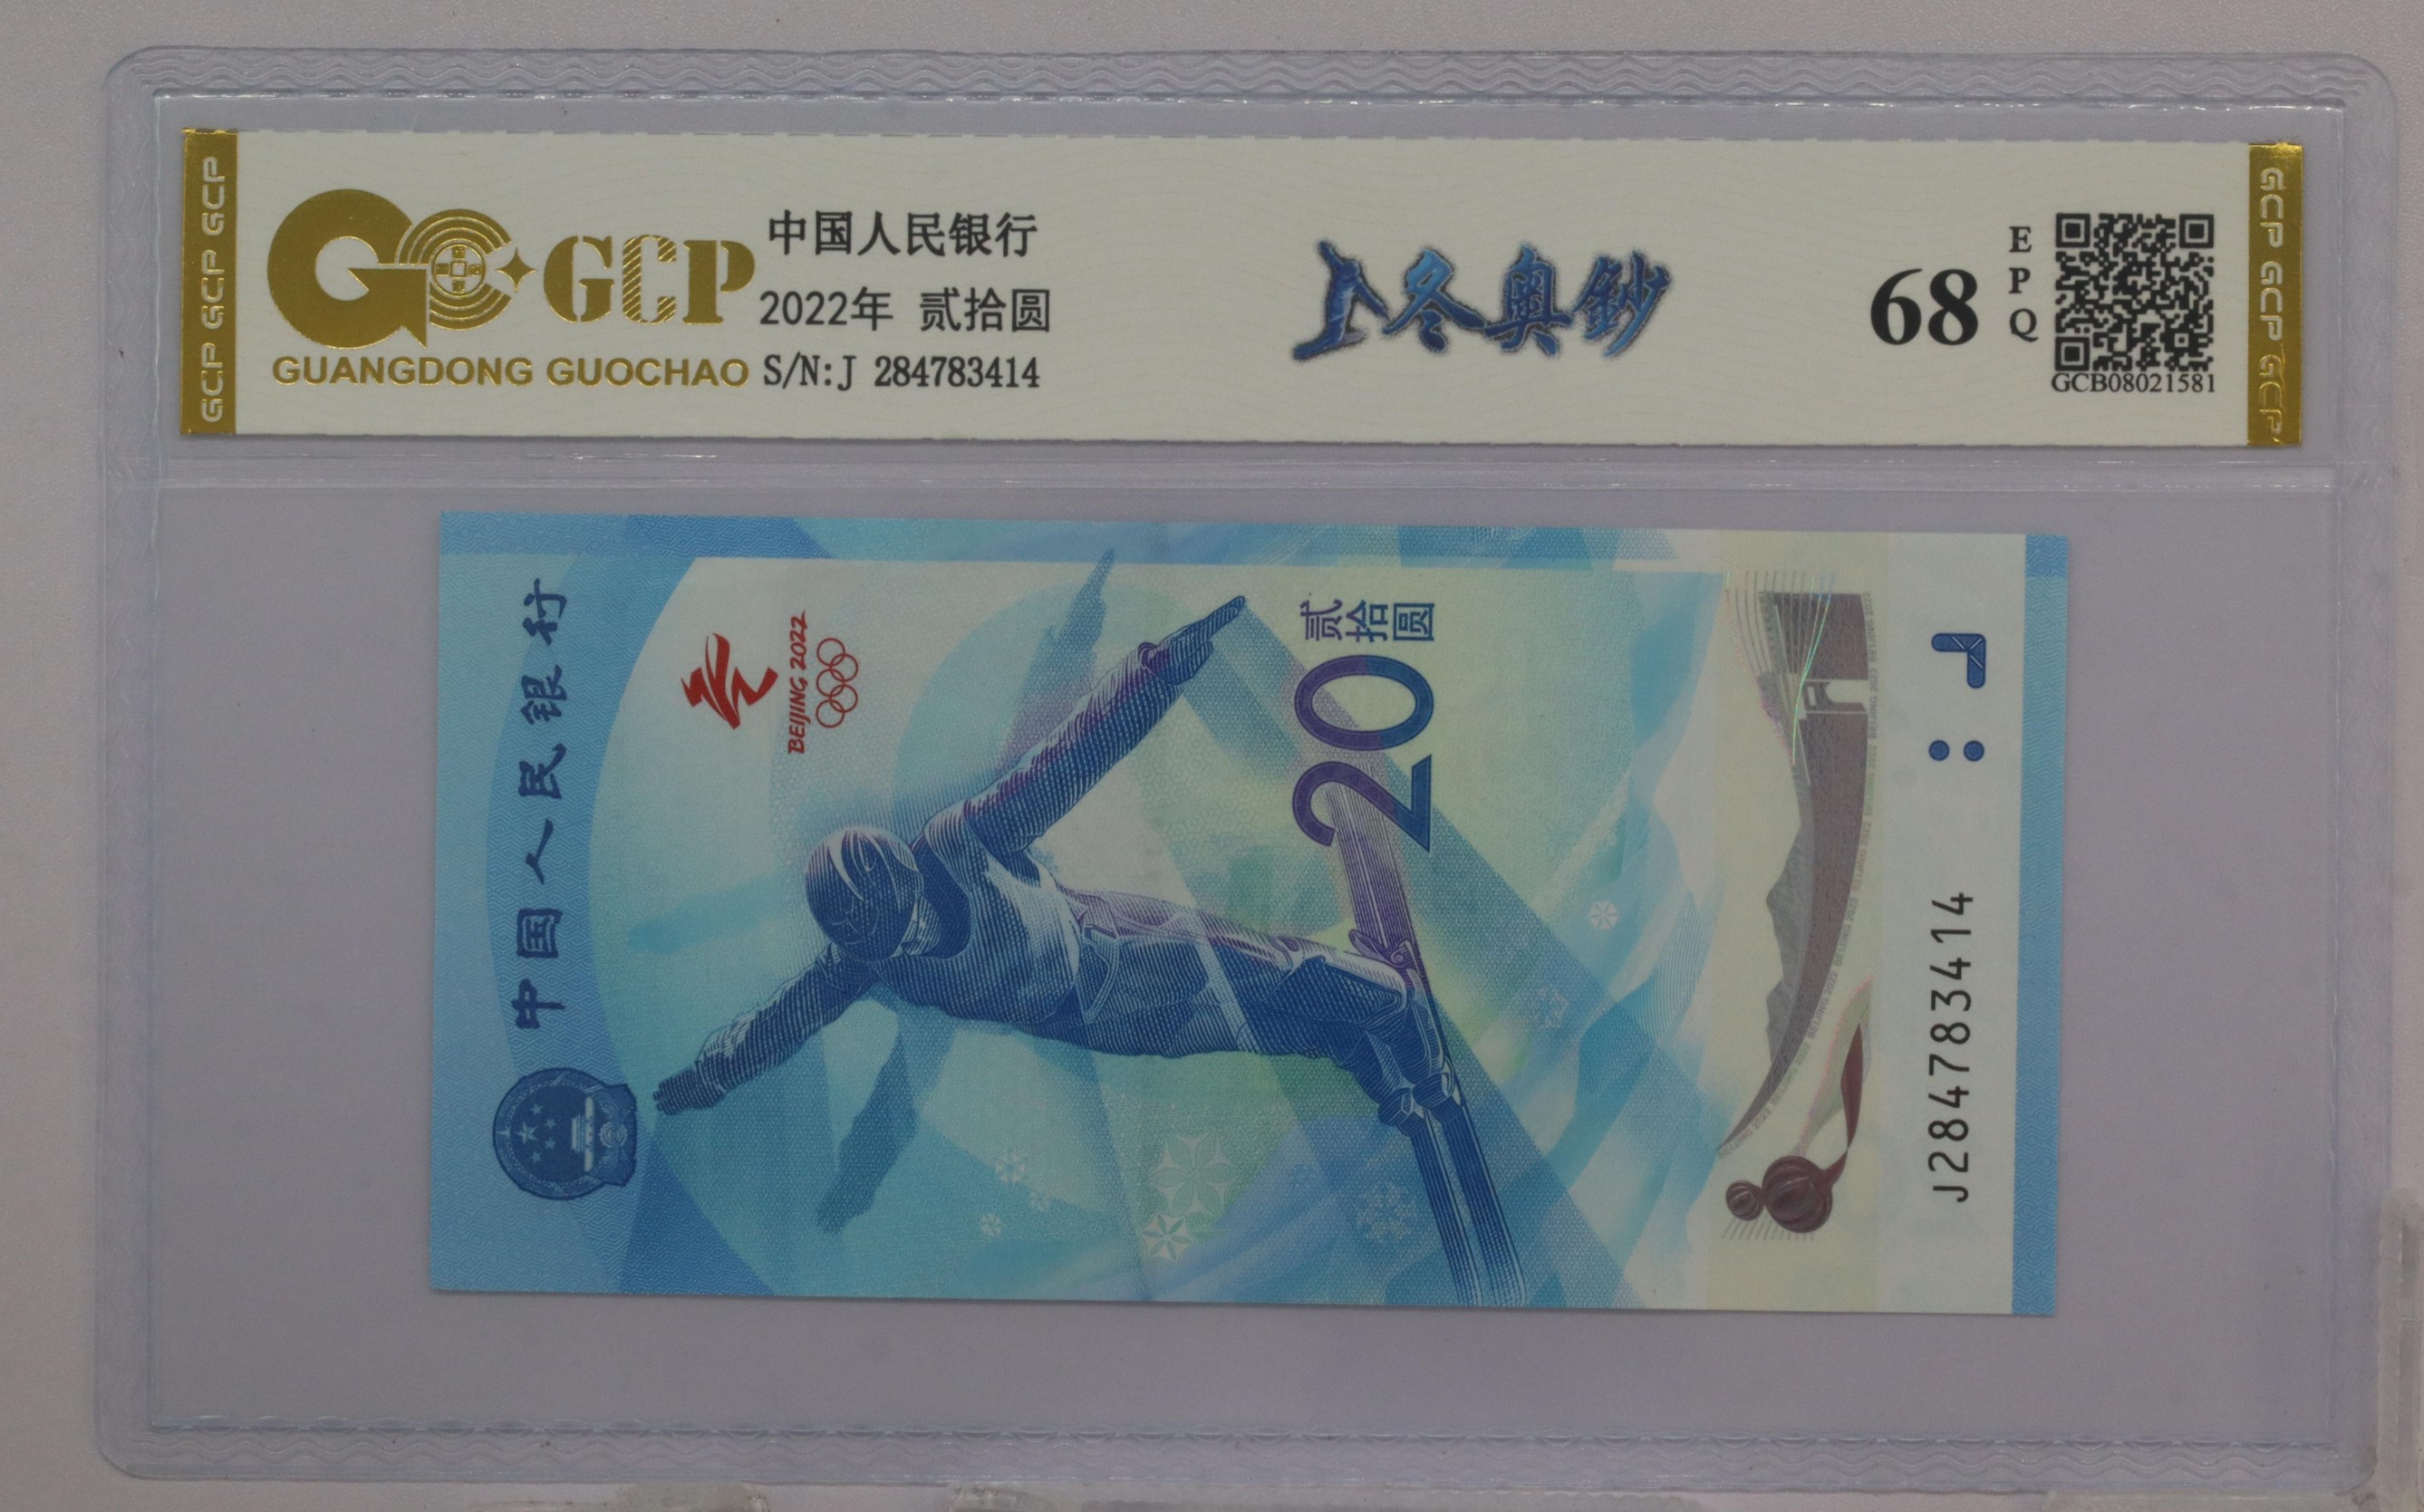 GCP GCP GCP
GCP
GUANGDONG GUOCHAO
中国人民银行
2022年 贰拾圆
S/N:J 284783414
上冬奥鈔
68
EPQ
GCB08021581
GCP GCP GCP
中国人民银行
BEIJING 2022
贰拾圆
20
J284783414